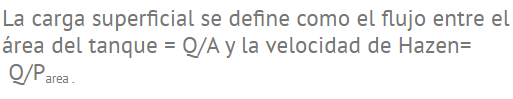 La carga superficial se define como el flujo entre el
área del tanque = Q/A y la velocidad de Hazen=
Q/Parea .